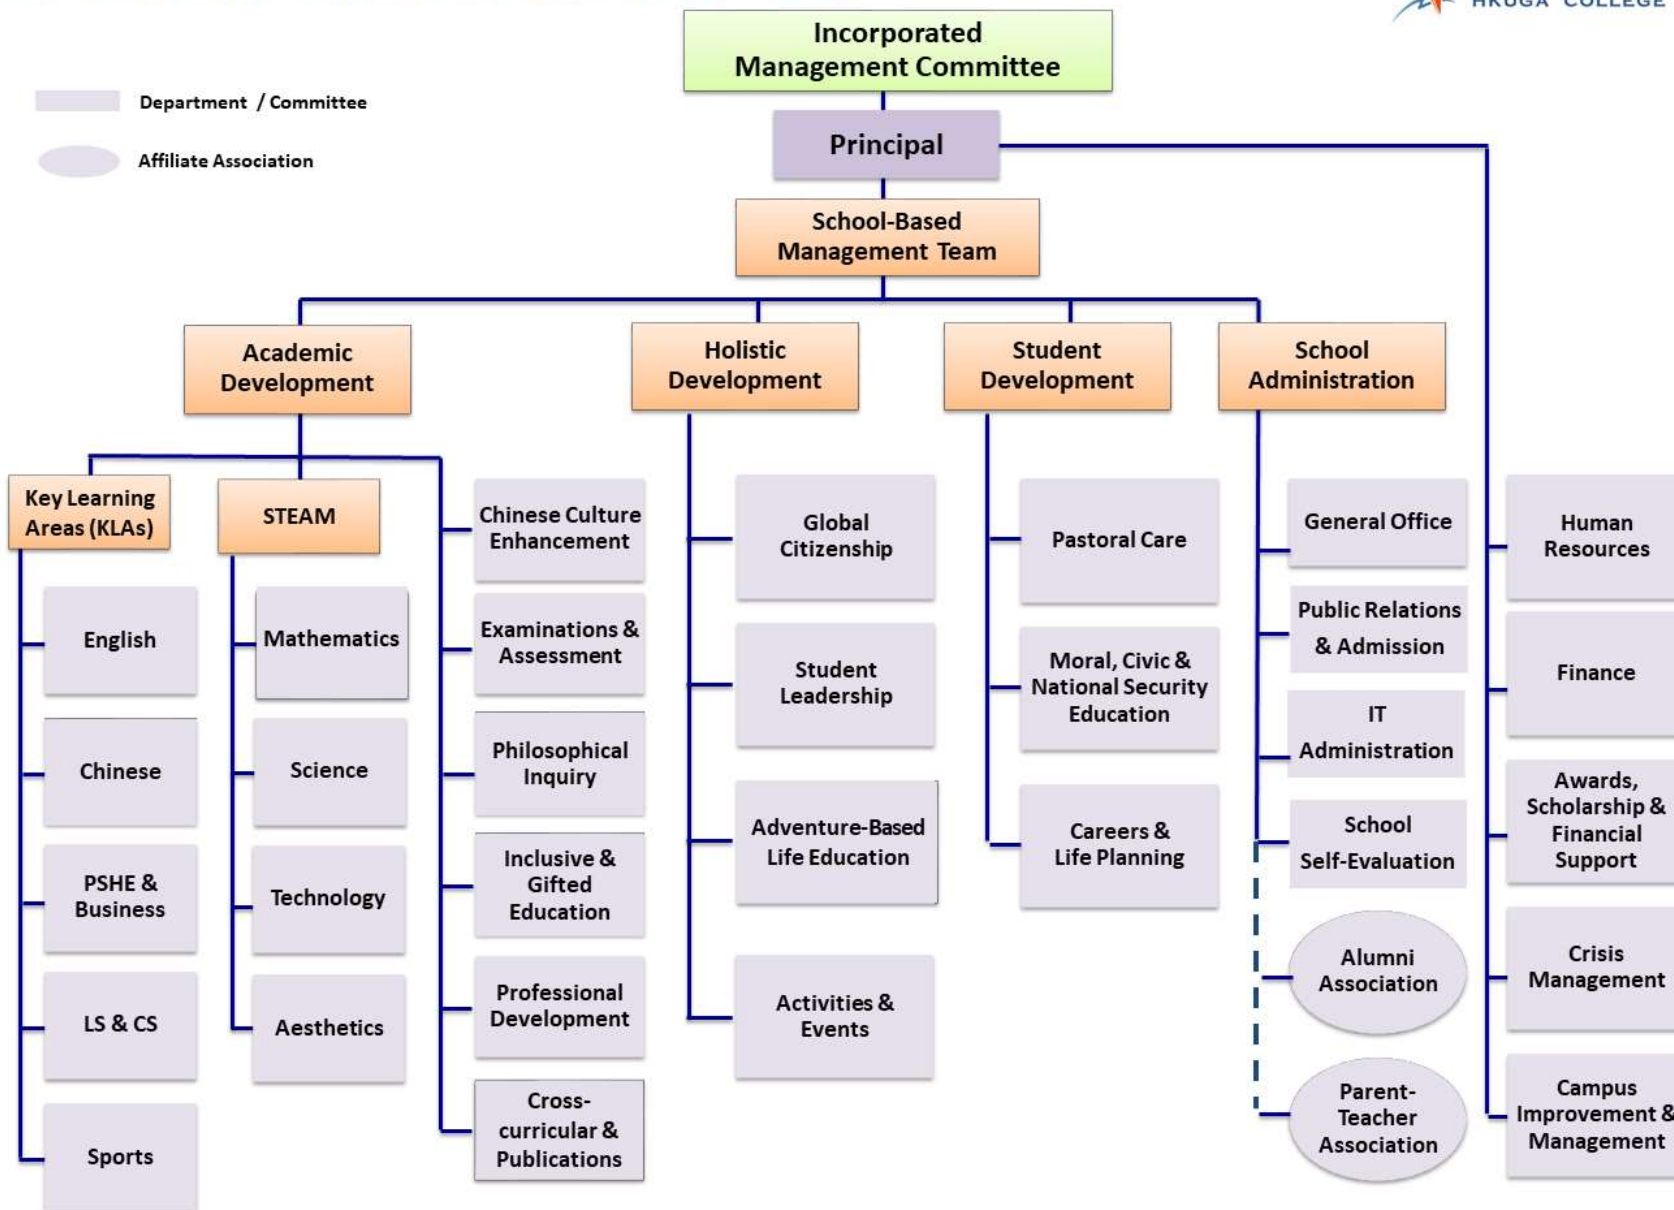 HKUGA COLLEGE
Incorporated
Management Committee
Department / Committee
Affiliate Association
Principal
School-Based
Management Team
Academic
Development
Holistic
Development
Student
Development
School
Administration
Key Learning
Areas (KLAs)
English
Chinese
PSHE &
Business
LS & CS
Sports
STEAM
Mathematics
Science
Technology
Aesthetics
Chinese Culture
Enhancement
Examinations &
Assessment
Philosophical
Inquiry
Inclusive &
Gifted
Education
Professional
Development
Cross-
curricular &
Publications
Global
Citizenship
Student
Leadership
Adventure-Based
Life Education
Activities &
Events
Pastoral Care
Moral, Civic &
National Security
Education
Careers &
Life Planning
General Office
Public Relations
& Admission
IT
Administration
School
Self-Evaluation
Alumni
Association
Parent-
Teacher
Association
Human
Resources
Finance
Awards,
Scholarship &
Financial
Support
Crisis
Management
Campus
Improvement &
Management